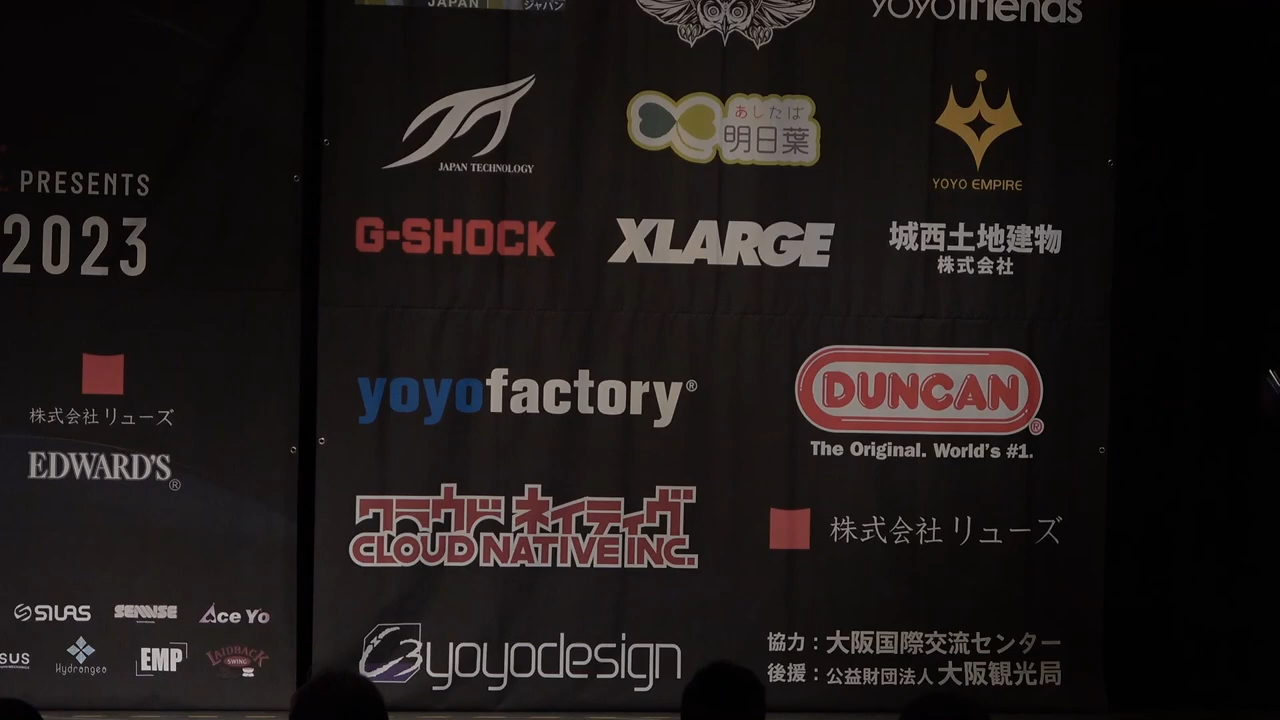 JAPAN
ジャパン
yoyofriends
JAPAN TECHNOLOGY
あしたば
明日葉
YOYO EMPIRE
PRESENTS
2023
G-SHOCK
XLARGE
城西土地建物
株式会社
株式会社リューズ
EDWARD'S®
yoyofactory®
DUNCAN®
The Original. World's #1.
クラウドネイティヴ
CLOUD NATIVE INC.
株式会社リューズ
SILAS
Ace Yo
Hydrangea
EMP
LAIDBACK
SWING
yoyodesign
協力：大阪国際交流センター
後援：公益財団法人 大阪観光局